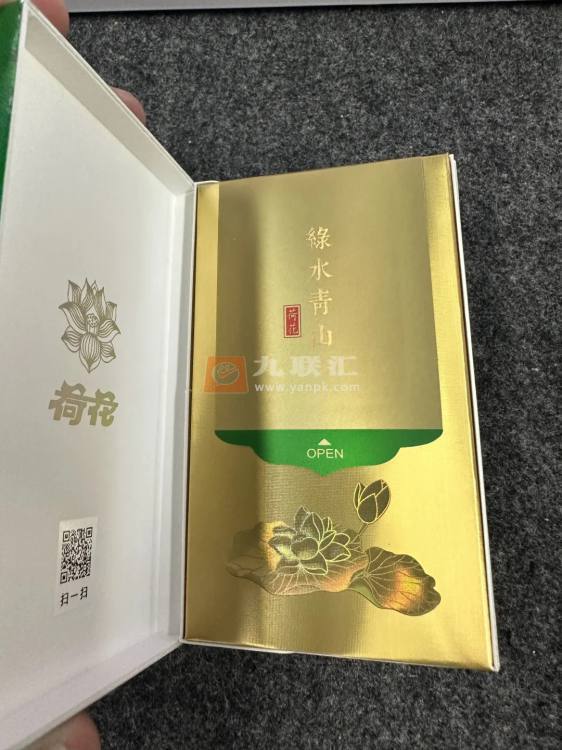 荷花
扫一扫
綠水青山
荷花
九联汇
www.yanpk.com
OPEN